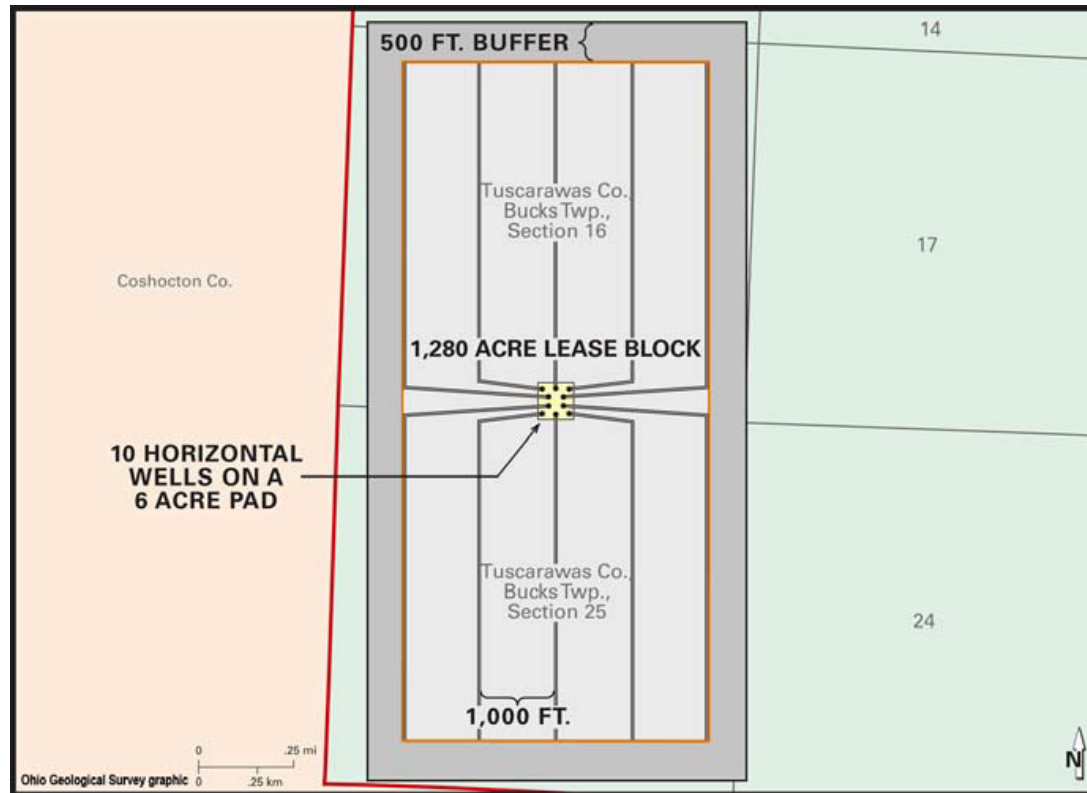 14
500 FT. BUFFER
Tuscarawas Co.,
Bucks Twp.,
Section 16
17
Coshocton Co.
1,280 ACRE LEASE BLOCK
10 HORIZONTAL
WELLS ON A
6 ACRE PAD
Tuscarawas Co.,
Bucks Twp.,
Section 25
24
1,000 FT.
0 .25 mi
Ohio Geological Survey graphic 0 .25 km
N